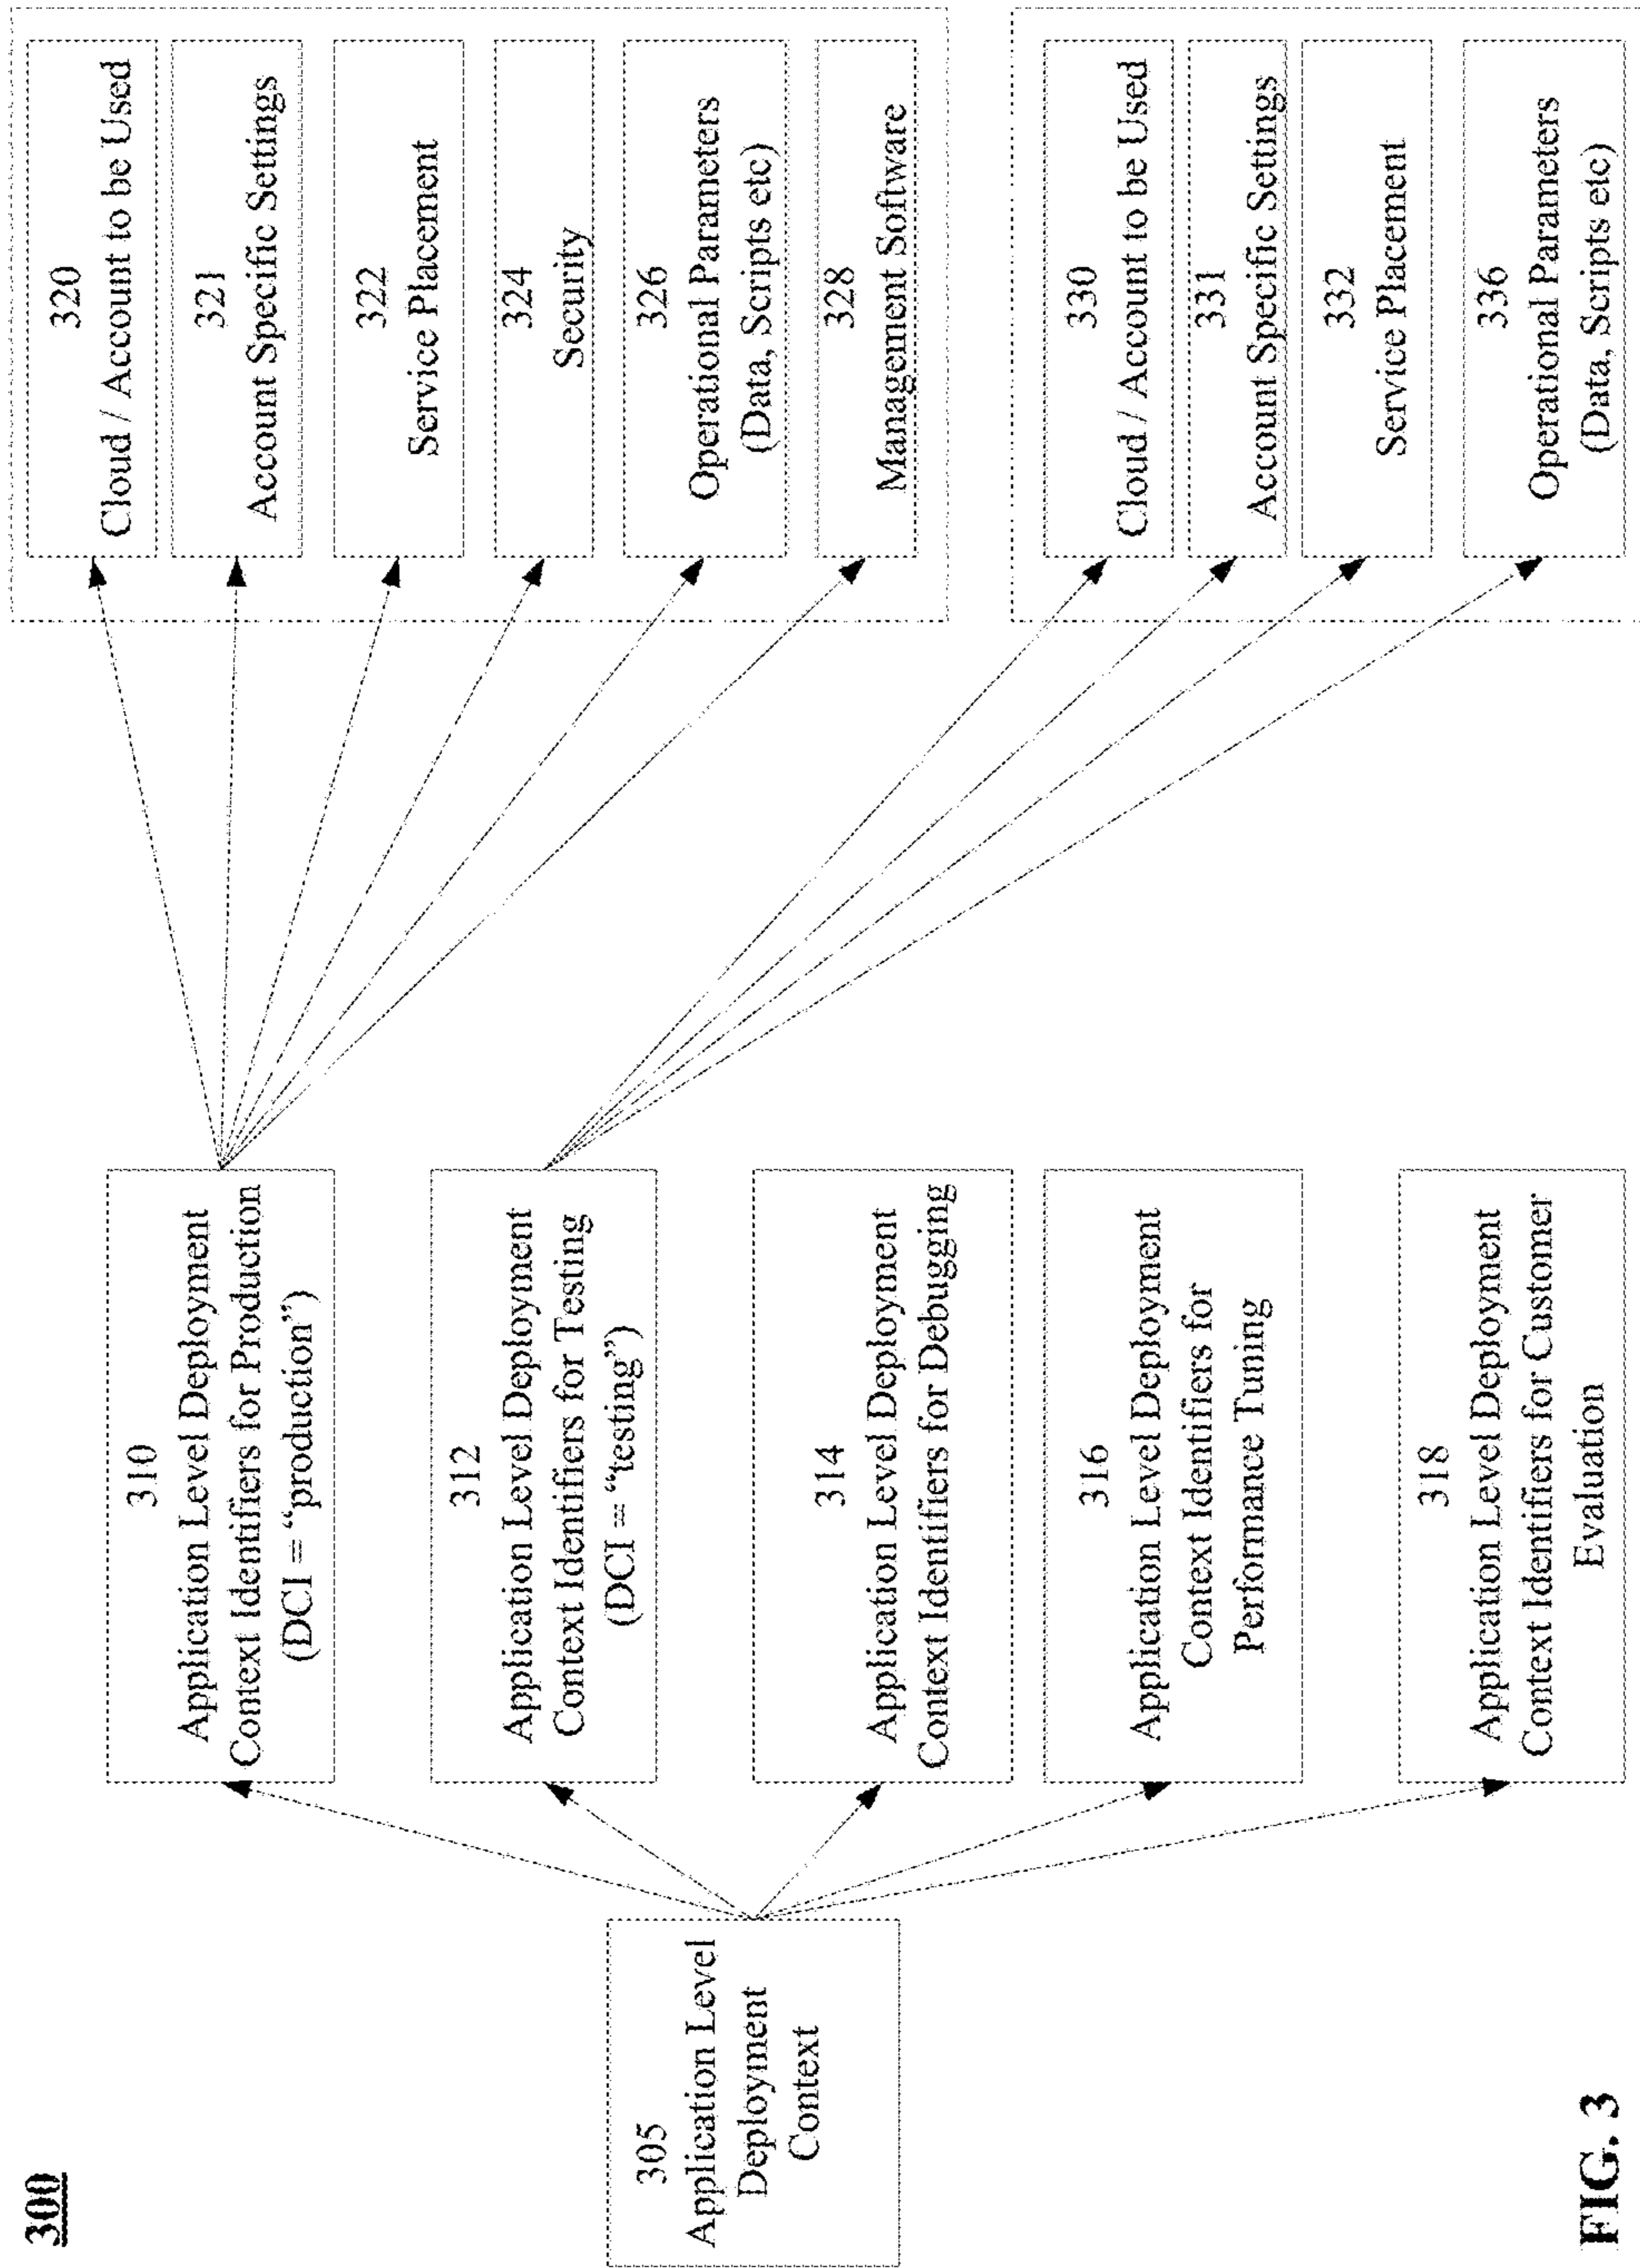 300
305
Application Level
Deployment
Context
310
Application Level Deployment
Context Identifiers for Production
(DCI = “production”)
312
Application Level Deployment
Context Identifiers for Testing
(DCI = “testing”)
314
Application Level Deployment
Context Identifiers for Debugging
316
Application Level Deployment
Context Identifiers for
Performance Tuning
318
Application Level Deployment
Context Identifiers for Customer
Evaluation
320
Cloud / Account to be Used
321
Account Specific Settings
322
Service Placement
324
Security
326
Operational Parameters
(Data, Scripts etc)
328
Management Software
330
Cloud / Account to be Used
331
Account Specific Settings
332
Service Placement
336
Operational Parameters
(Data, Scripts etc)
FIG. 3